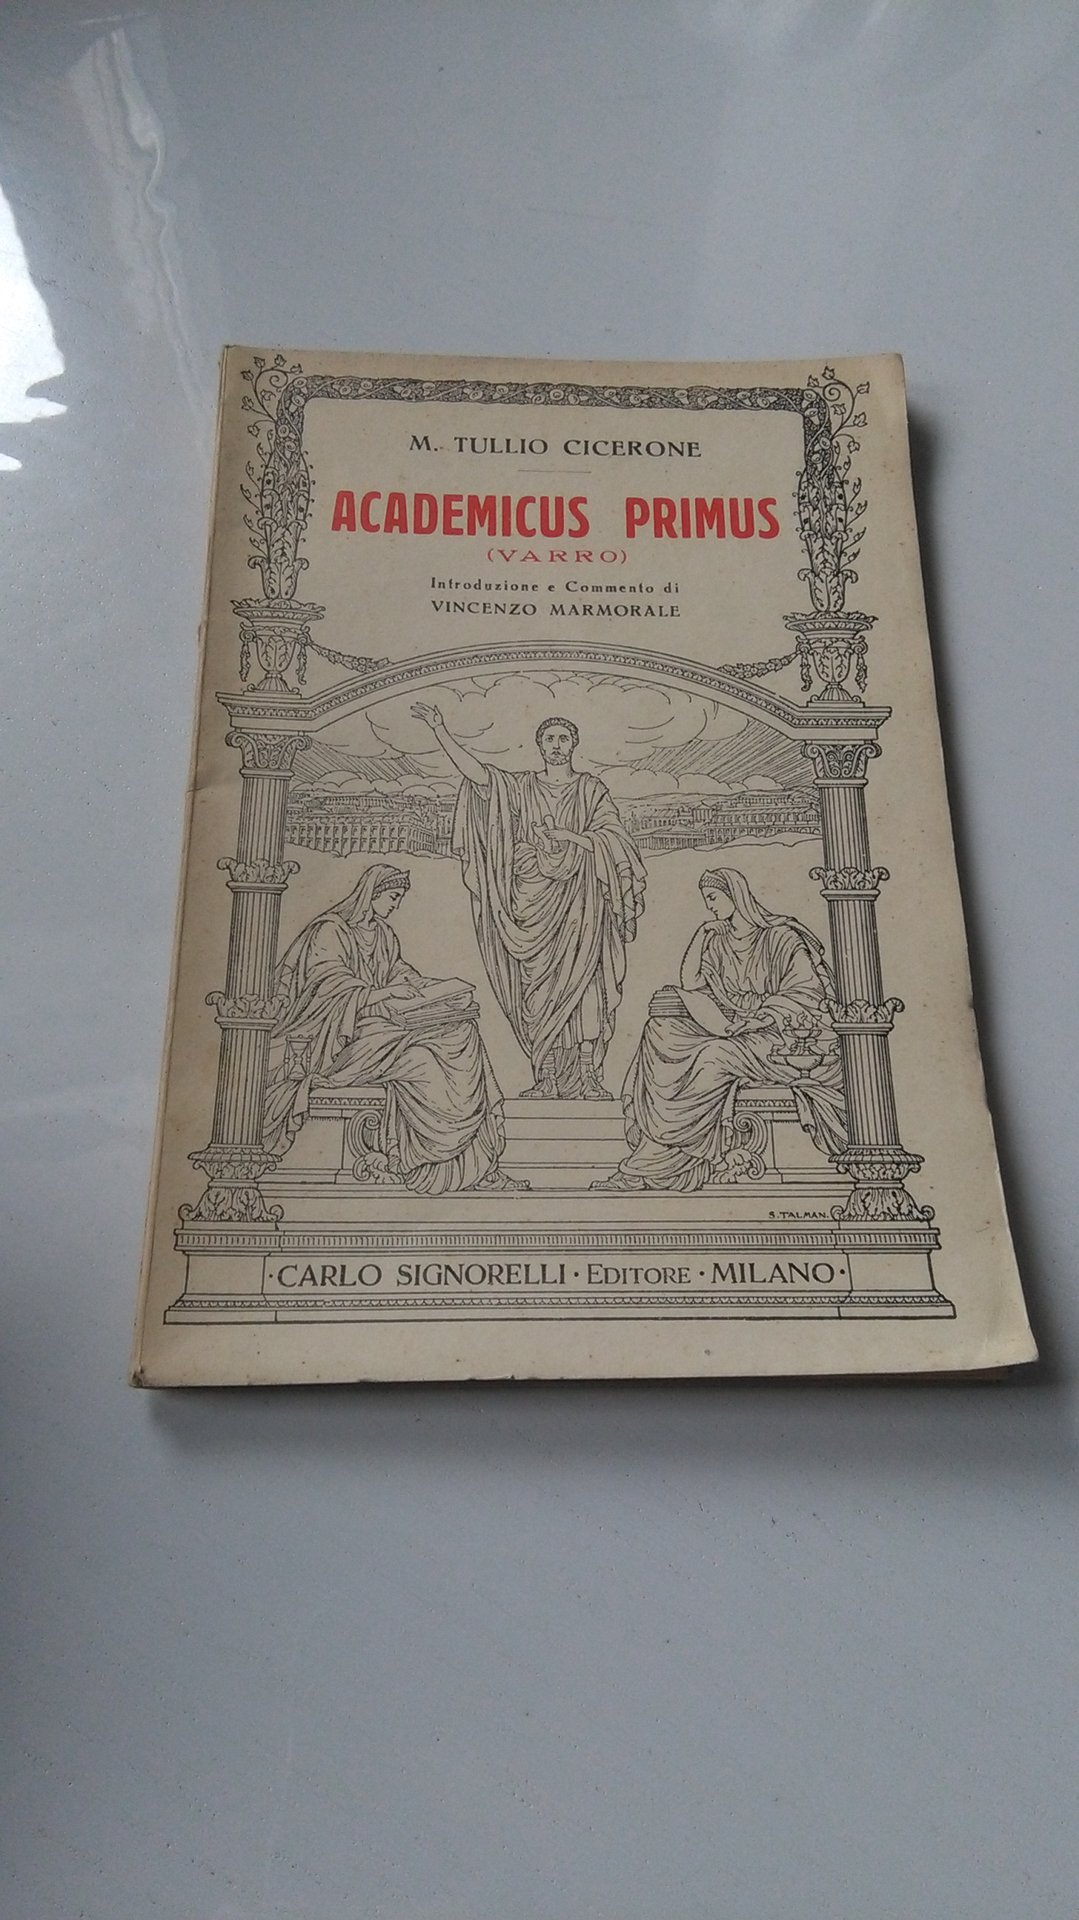 M. TULLIO CICERONE
ACADEMICUS PRIMUS
(VARRO)
Introduzione e Commento di
VINCENZO MARMORALE
S. TALMAN.
·CARLO SIGNORELLI·EDITORE·MILANO·